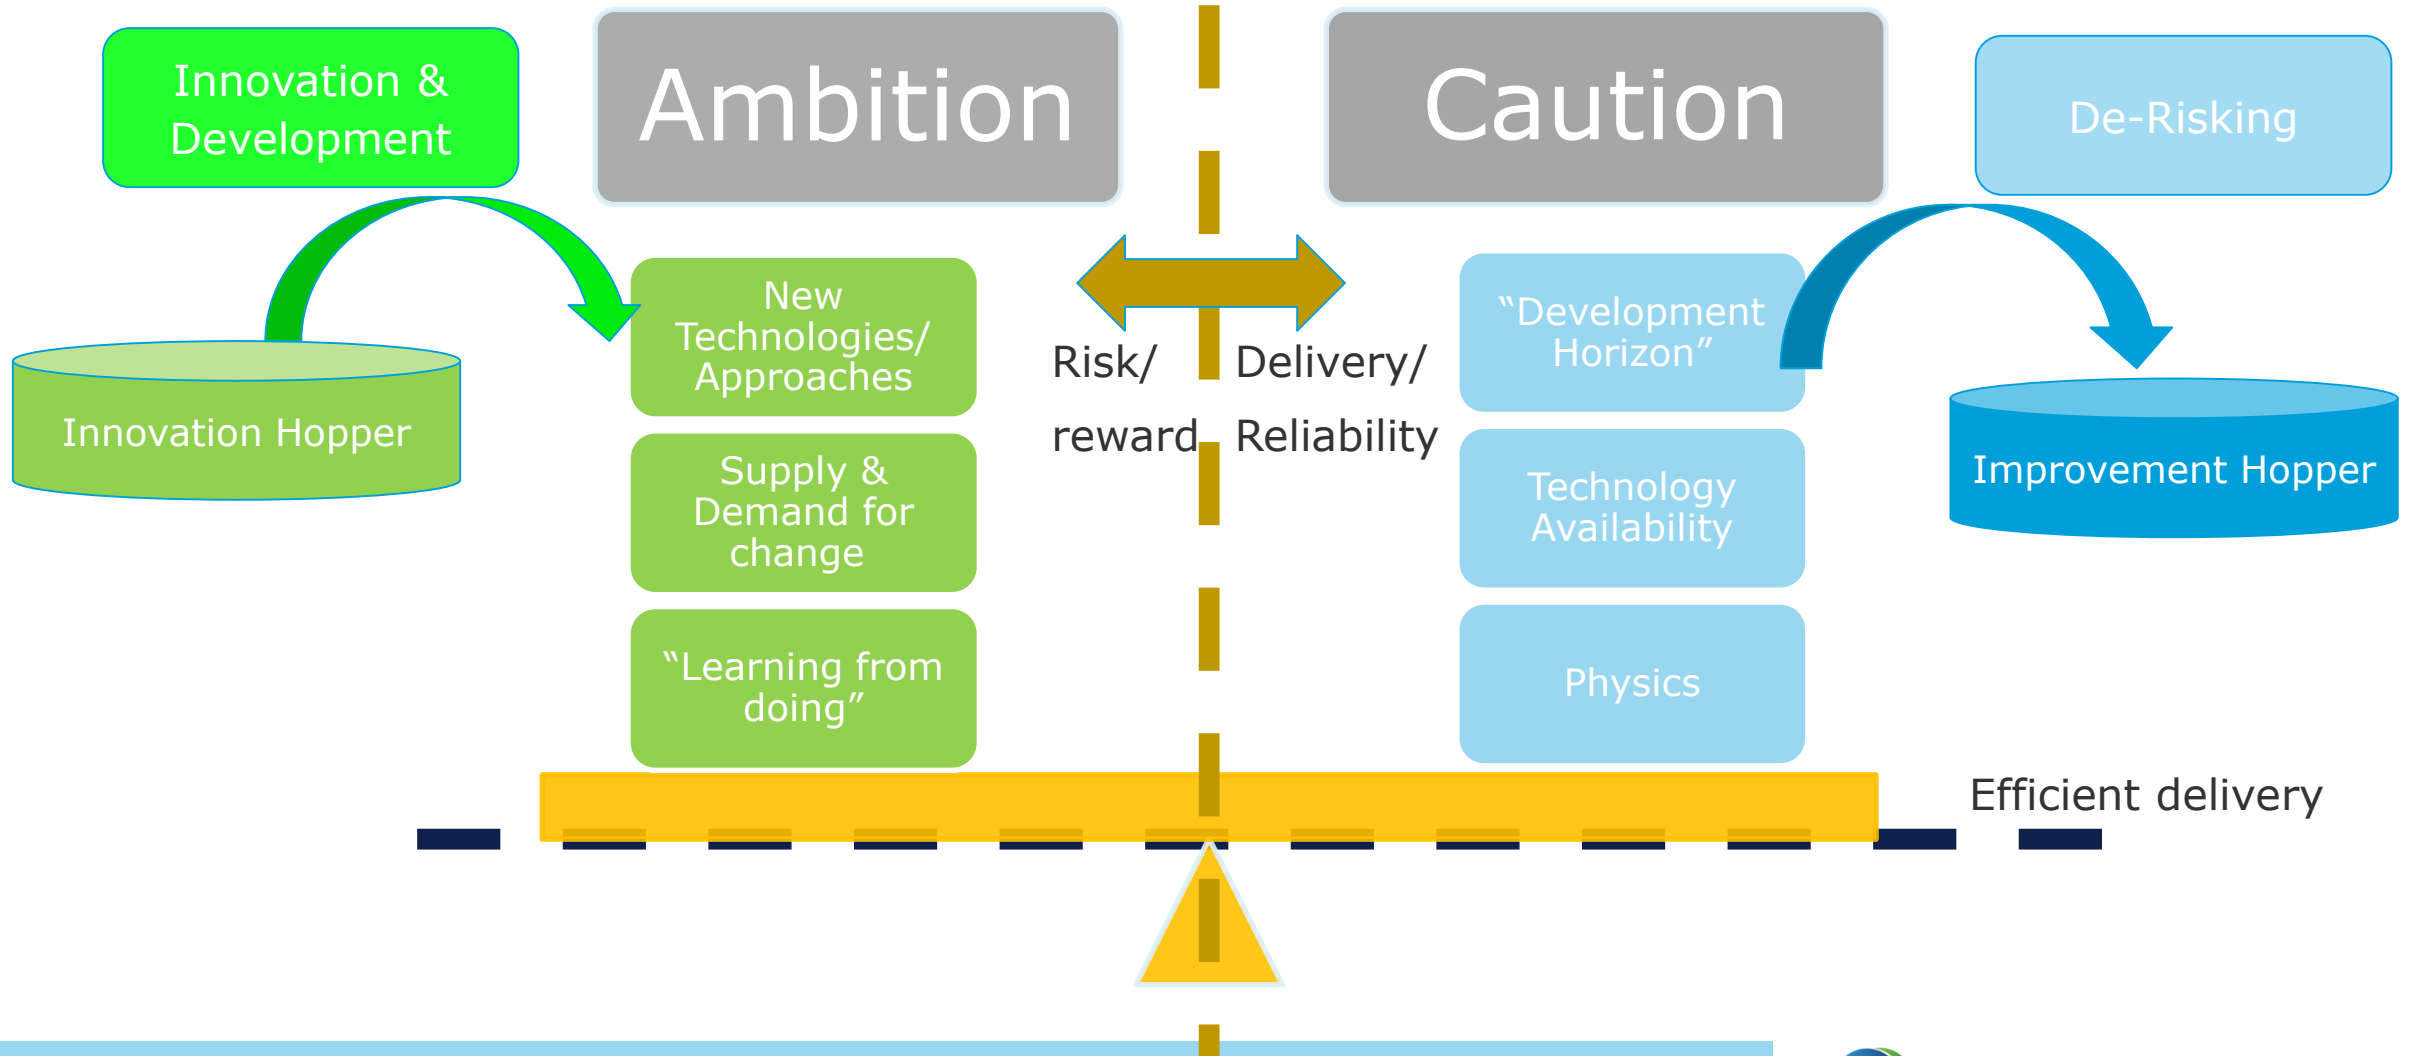 Innovation &
Development
Ambition
Caution
De-Risking
Innovation Hopper
New
Technologies/
Approaches
Supply &
Demand for
change
“Learning from
doing”
Risk/
reward
Delivery/
Reliability
“Development
Horizon”
Technology
Availability
Physics
Improvement Hopper
Efficient delivery